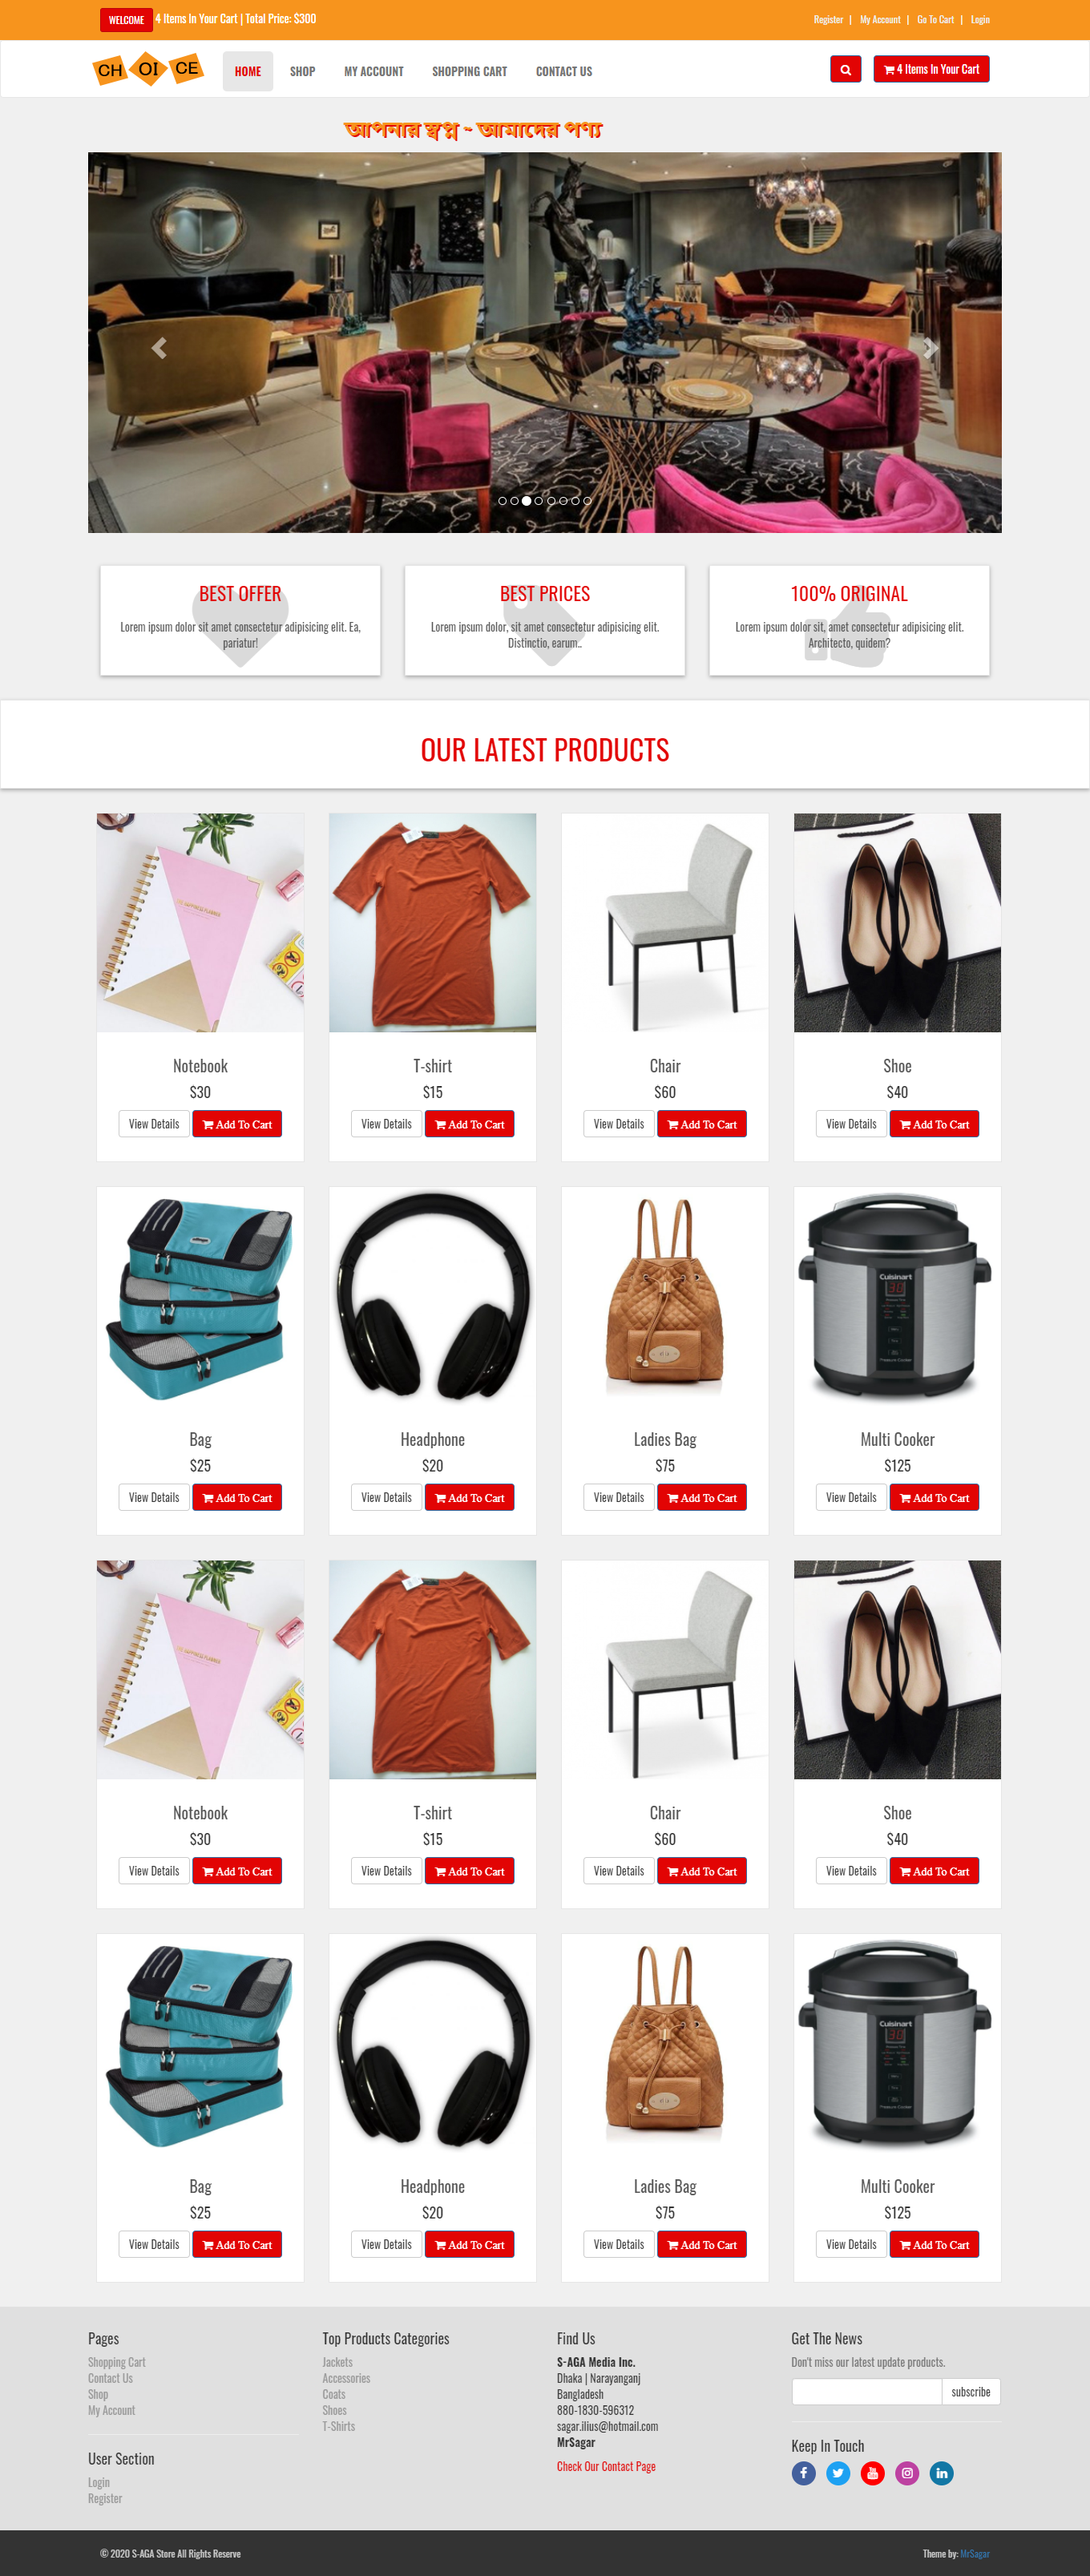 WELCOME 4 Items In Your Cart | Total Price: $300
Register | My Account | Go To Cart | Login
CH OI CE
HOME SHOP MY ACCOUNT SHOPPING CART CONTACT US
4 Items In Your Cart
আপনার স্বপ্ন - আমাদের পণ্য
BEST OFFER
Lorem ipsum dolor sit amet consectetur adipisicing elit. Ea,
pariatur!
BEST PRICES
Lorem ipsum dolor, sit amet consectetur adipisicing elit.
Distinctio, earum..
100% ORIGINAL
Lorem ipsum dolor sit, amet consectetur adipisicing elit.
Architecto, quidem?
OUR LATEST PRODUCTS
Notebook
$30
View Details Add To Cart
T-shirt
$15
View Details Add To Cart
Chair
$60
View Details Add To Cart
Shoe
$40
View Details Add To Cart
Cuisinart
Pressure Cooker
Bag
$25
View Details Add To Cart
Headphone
$20
View Details Add To Cart
Ladies Bag
$75
View Details Add To Cart
Multi Cooker
$125
View Details Add To Cart
Notebook
$30
View Details Add To Cart
T-shirt
$15
View Details Add To Cart
Chair
$60
View Details Add To Cart
Shoe
$40
View Details Add To Cart
Cuisinart
Pressure Cooker
Bag
$25
View Details Add To Cart
Headphone
$20
View Details Add To Cart
Ladies Bag
$75
View Details Add To Cart
Multi Cooker
$125
View Details Add To Cart
Pages
Shopping Cart
Contact Us
Shop
My Account
User Section
Login
Register
Top Products Categories
Jackets
Accessories
Coats
Shoes
T-Shirts
Find Us
S-AGA Media Inc.
Dhaka | Narayanganj
Bangladesh
880-1830-596312
sagar.ilius@hotmail.com
MrSagar
Check Our Contact Page
Get The News
Don't miss our latest update products.
subscribe
Keep In Touch
© 2020 S-AGA Store All Rights Reserve
Theme by: MrSagar